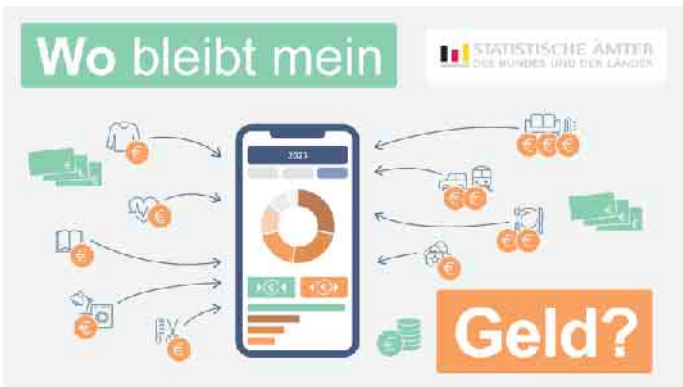 Wo bleibt mein
STATISTISCHE ÄMTER
DES BUNDES UND DER LÄNDER
2023
Geld?